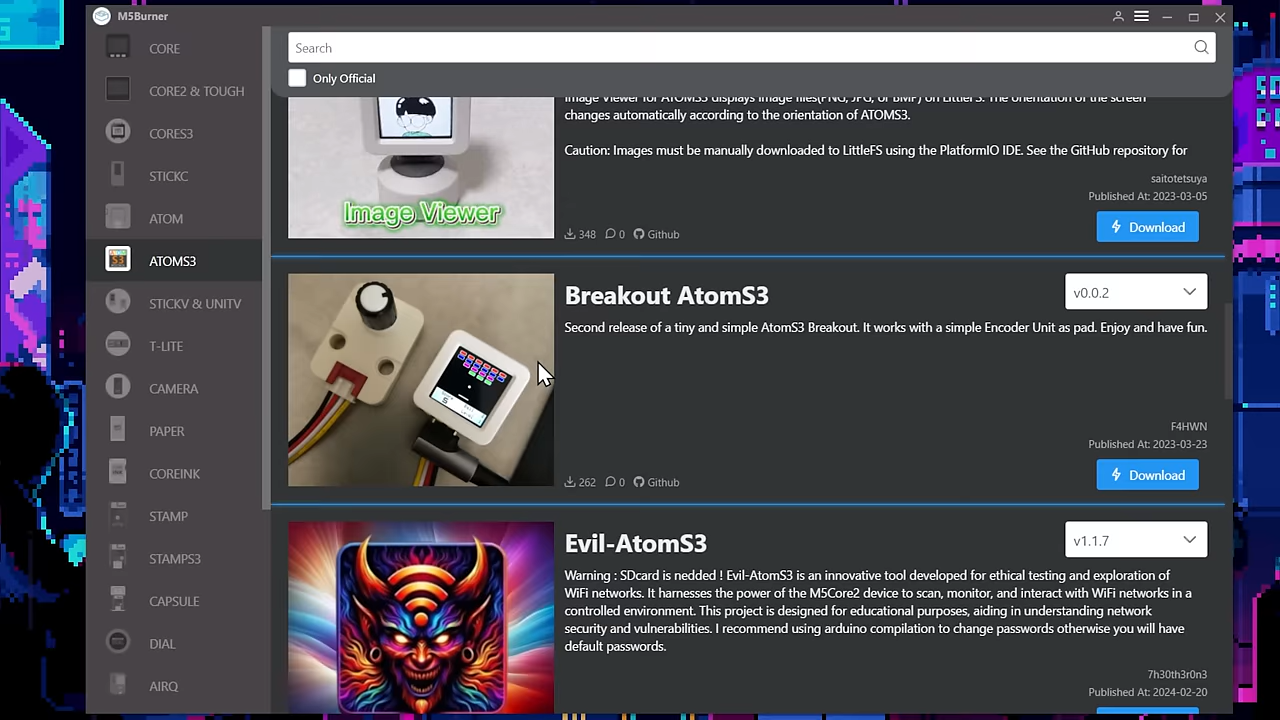 M5Burner
CORE
CORE2 & TOUGH
CORES3
STICKC
ATOM
ATOMS3
STICKV & UNITV
T-LITE
CAMERA
PAPER
COREINK
STAMP
STAMPS3
CAPSULE
DIAL
AIRQ
Search
Only Official
Image Viewer for ATOMS3 displays image files(PNG, JPG, or BMP) on LittleFS. The orientation of the screen
changes automatically according to the orientation of ATOMS3.
Caution: Images must be manually downloaded to LittleFS using the PlatformIO IDE. See the GitHub repository for
Image Viewer
saitotetsuya
Published At: 2023-03-05
348 0 Github
Download
Breakout AtomS3
v0.0.2
Second release of a tiny and simple AtomS3 Breakout. It works with a simple Encoder Unit as pad. Enjoy and have fun.
F4HWN
Published At: 2023-03-23
262 0 Github
Download
Evil-AtomS3
v1.1.7
Warning : SDcard is nedded ! Evil-AtomS3 is an innovative tool developed for ethical testing and exploration of
WiFi networks. It harnesses the power of the M5Core2 device to scan, monitor, and interact with WiFi networks in a
controlled environment. This project is designed for educational purposes, aiding in understanding network
security and vulnerabilities. I recommend using arduino compilation to change passwords otherwise you will have
default passwords.
7h30th3r0n3
Published At: 2024-02-20